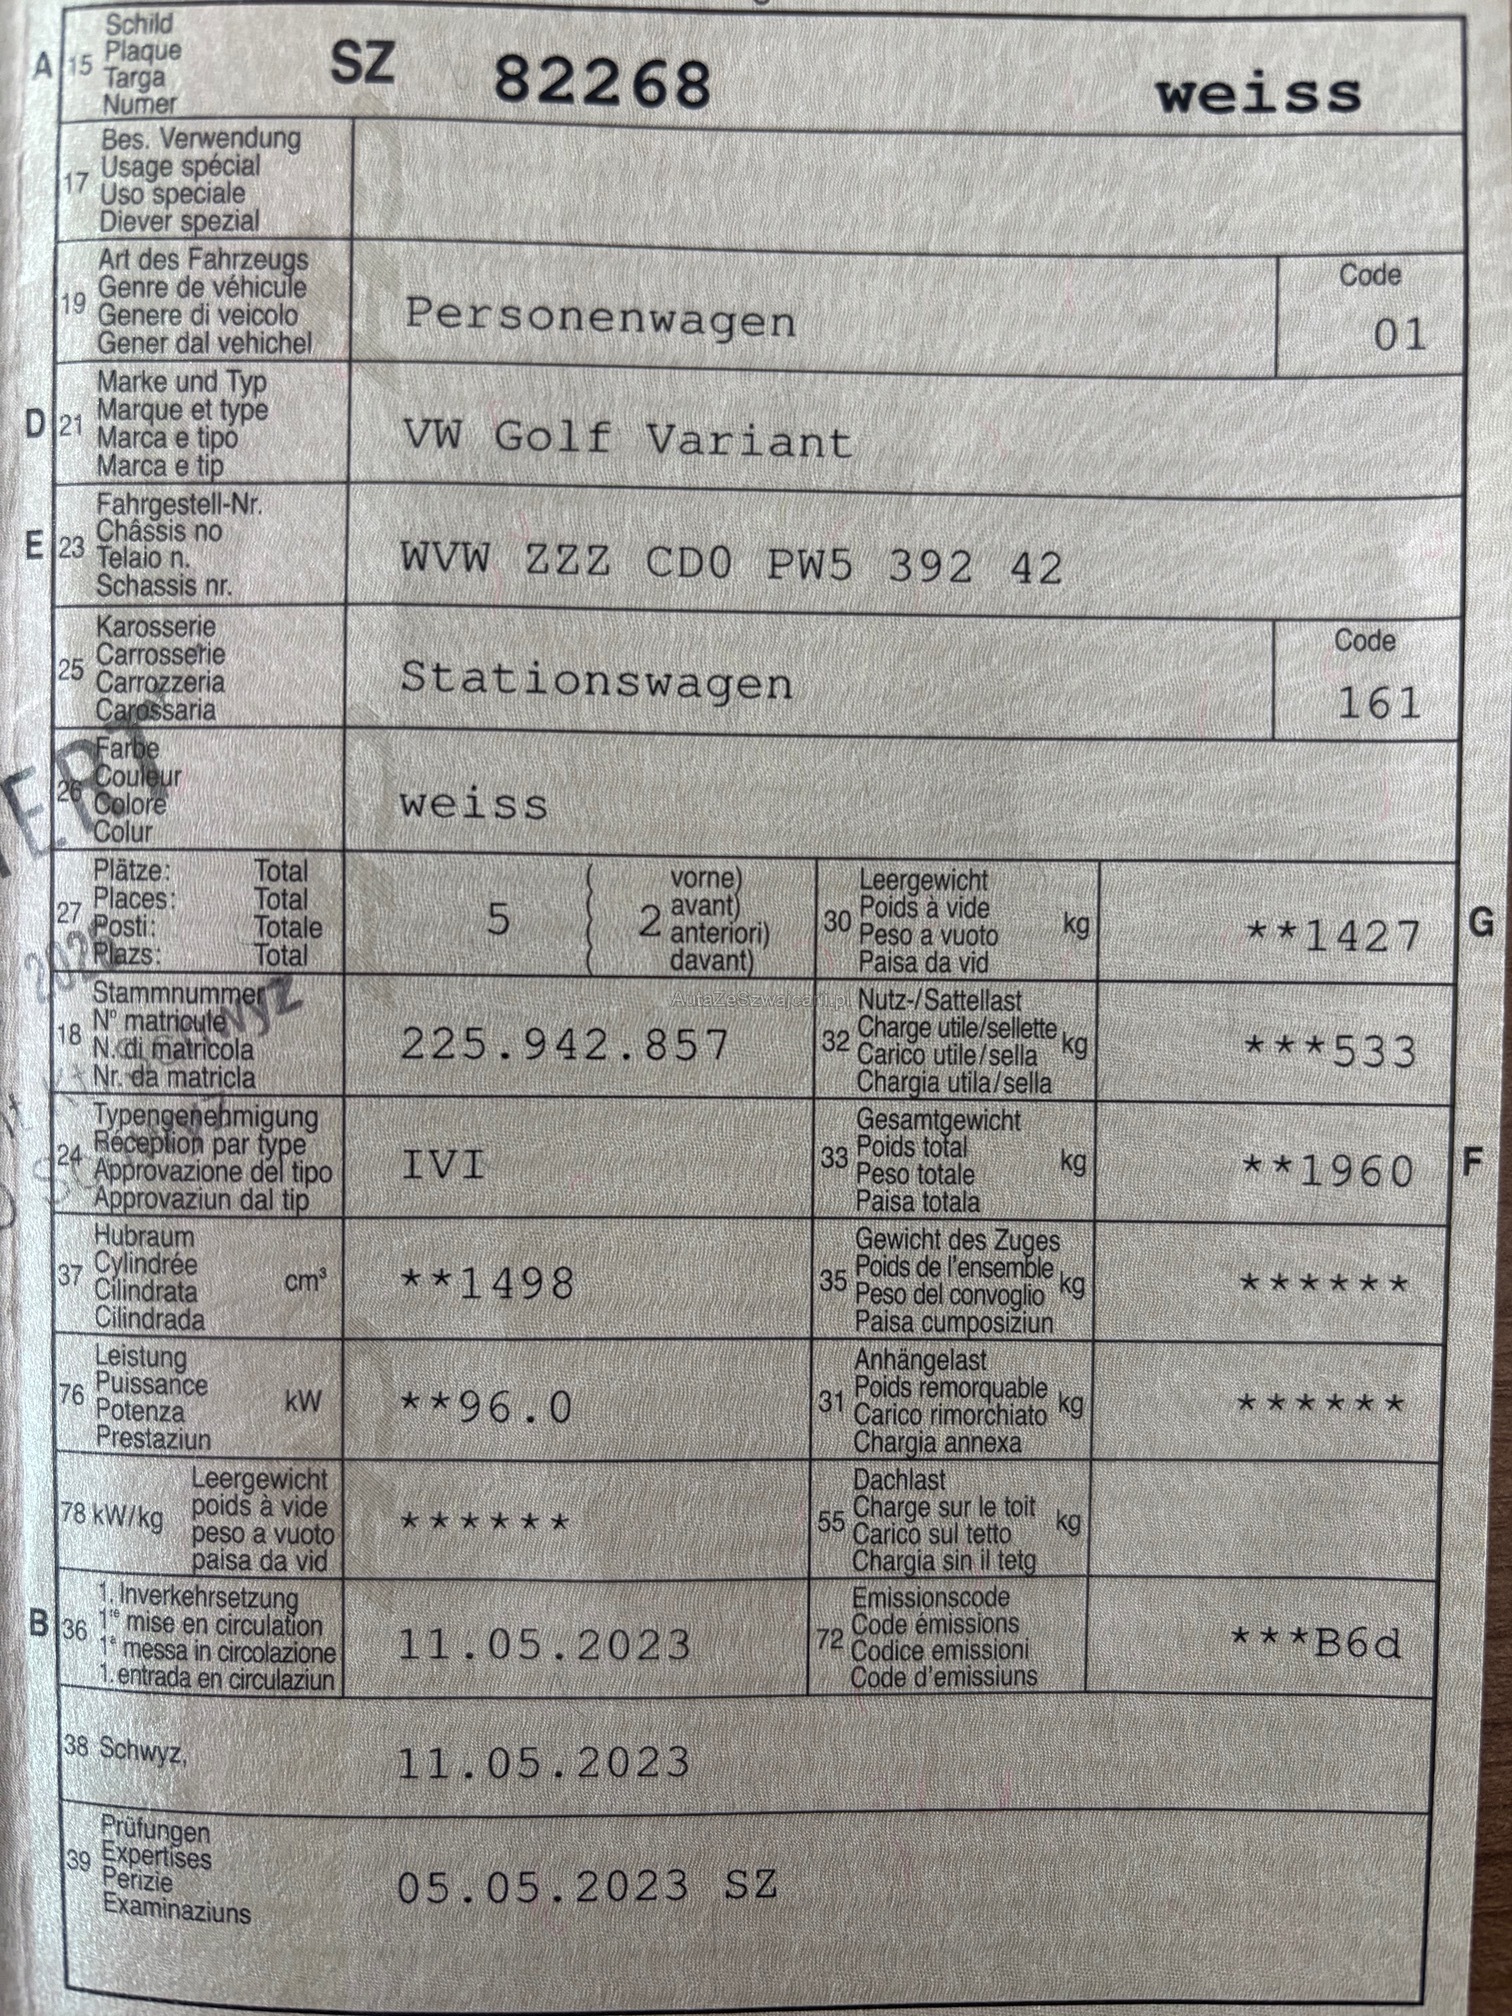 A 15 Schild Plaque Targa Numer SZ 82268 weiss
17 Bes. Verwendung
Usage spécial
Uso speciale
Diever spezial
19 Art des Fahrzeugs
Genre de véhicule
Genere di veicolo
Gener dal vehichel
Personenwagen
Code
01
D 21 Marke und Typ
Marque et type
Marca e tipo
Marca e tip
VW Golf Variant
E 23 Fahrgestell-Nr.
Châssis no
Telaio n.
Schassis nr.
WVW ZZZ CD0 PW5 392 42
25 Karosserie
Carrosserie
Carrozzeria
Carossaria
Stationswagen
Code
161
26 Farbe
Couleur
Colore
Colur
weiss
27 Plätze: Total
Places: Total
Posti: Totale
Plazs: Total
5 ( 2 vorne)
avant)
anteriori)
davant)
30 Leergewicht
Poids à vide
Peso a vuoto
Paisa da vid
kg
**1427 G
18 Stammnummer
N° matricule
N. di matricola
Nr. da matricla
225.942.857
AutaZeSzwajcarii.pl
32 Nutz-/Sattellast
Charge utile/sellette
Carico utile/sella
Chargia utila/sella
kg
***533
24 Typengenehmigung
Réception par type
Approvazione del tipo
Approvaziun dal tip
IVI
33 Gesamtgewicht
Poids total
Peso totale
Paisa totala
kg
**1960 F
37 Hubraum
Cylindrée
Cilindrata
Cilindrada
cm³
**1498
35 Gewicht des Zuges
Poids de l'ensemble
Peso del convoglio
Paisa cumposiziun
kg
******
76 Leistung
Puissance
Potenza
Prestaziun
kW
**96.0
31 Anhängelast
Poids remorquable
Carico rimorchiato
Chargia annexa
kg
******
78 kW/kg Leergewicht
poids à vide
peso a vuoto
paisa da vid
******
55 Dachlast
Charge sur le toit
Carico sul tetto
Chargia sin il tetg
kg
B 36 1. Inverkehrsetzung
1re mise en circulation
1a messa in circolazione
1. entrada en circulaziun
11.05.2023
72 Emissionscode
Code émissions
Codice emissioni
Code d'emissiuns
***B6d
38 Schwyz, 11.05.2023
39 Prüfungen
Expertises
Perizie
Examinaziuns
05.05.2023 SZ